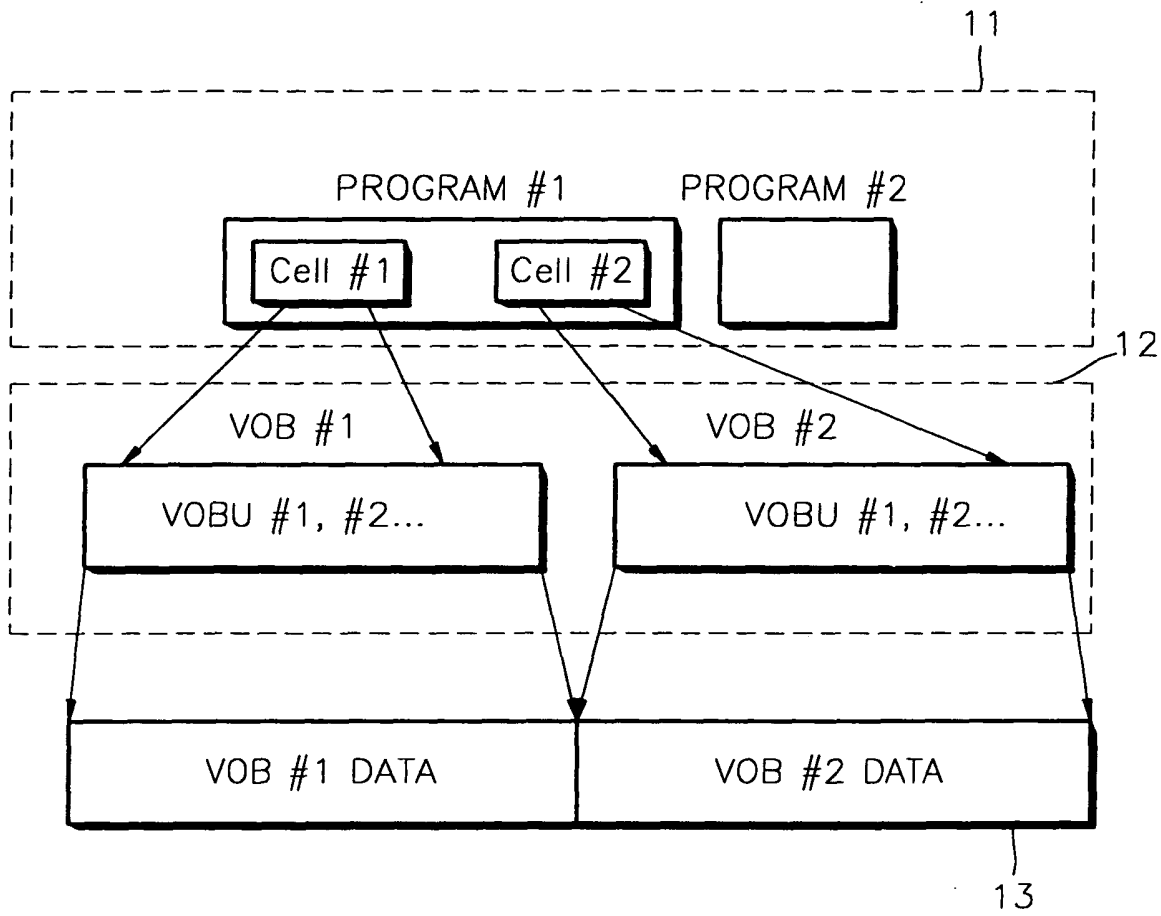 11
PROGRAM #1 PROGRAM #2
Cell #1 Cell #2
12
VOB #1 VOB #2
VOBU #1, #2... VOBU #1, #2...
VOB #1 DATA VOB #2 DATA
13